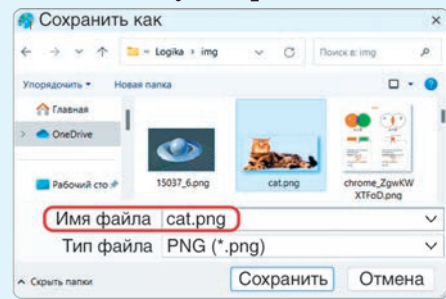 Сохранить как
Logika › img
Поиск в: img
Упорядочить
Новая папка
Главная
OneDrive
Рабочий сто
15037_6.png
cat.png
chrome_ZgwKW
XTFoD.png
Имя файла cat.png
Тип файла PNG (*.png)
Скрыть папки
Сохранить
Отмена